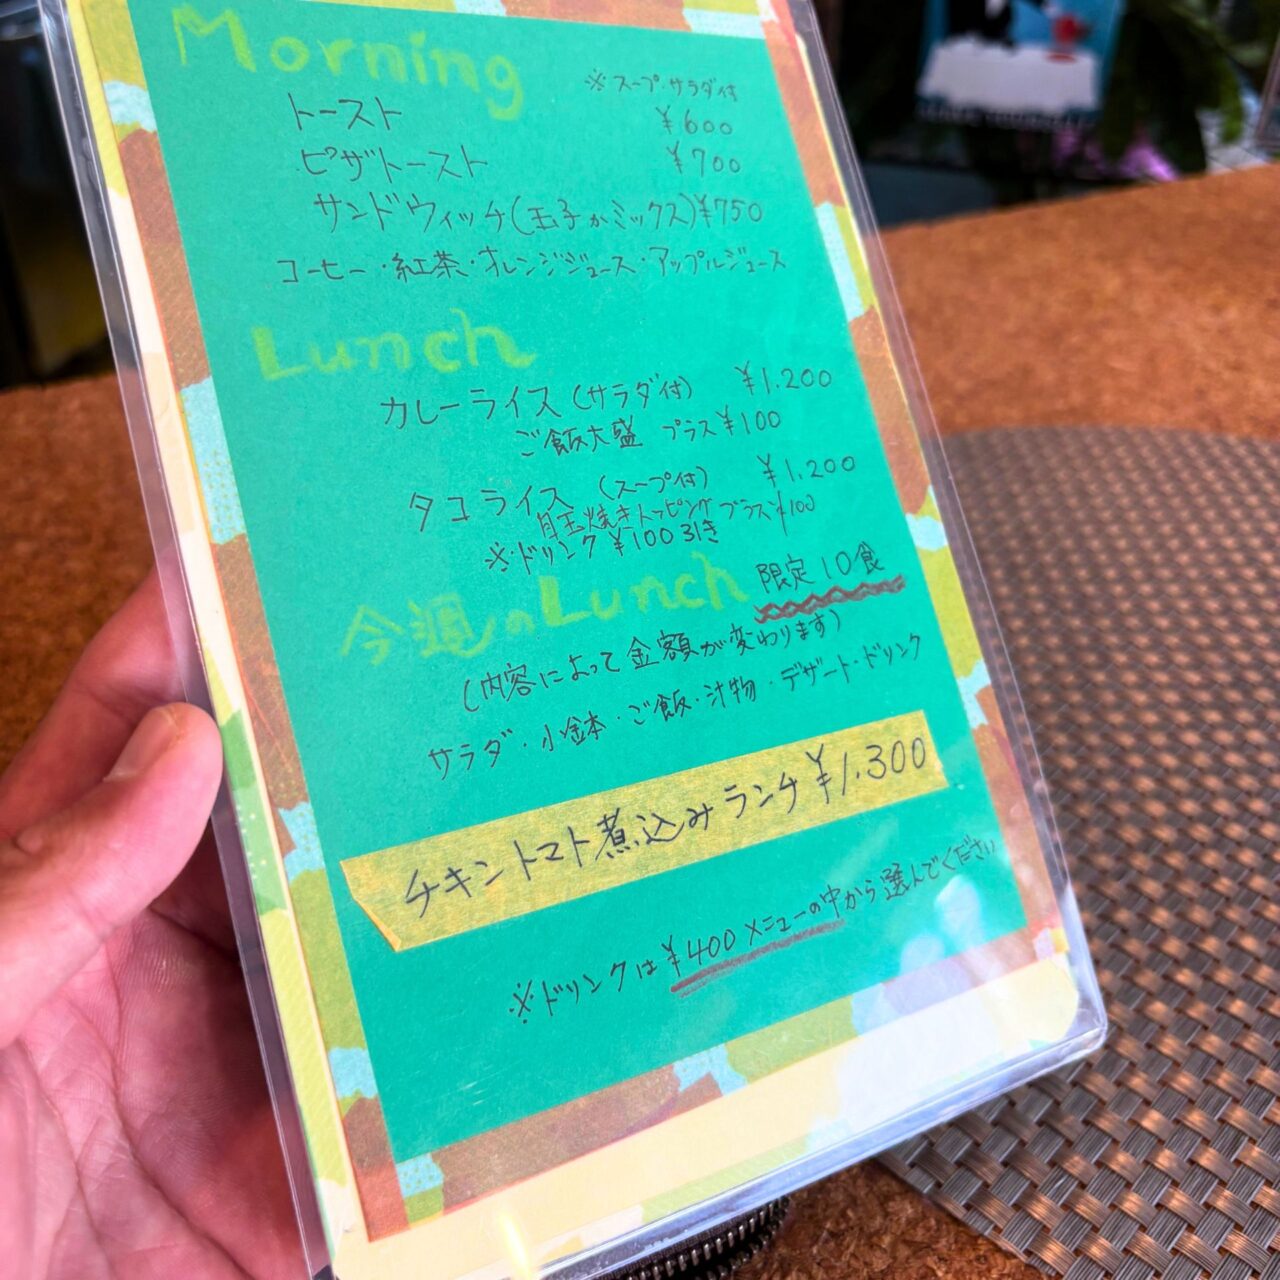 Morning
※スープ・サラダ付
トースト ¥600
ピザトースト ¥700
サンドウィッチ(玉子かミックス)¥750
コーヒー・紅茶・オレンジジュース・アップルジュース
Lunch
カレーライス(サラダ付) ¥1.200
ご飯大盛 プラス¥100
タコライス (スープ付) ¥1.200
目玉焼きトッピング プラス¥100
※ドリンク¥100引き
今週のLunch 限定10食
(内容によって金額が変わります)
サラダ・小鉢・ご飯・汁物・デザート・ドリンク
チキントマト煮込みランチ¥1.300
※ドリンクは¥400メニューの中から選んでください